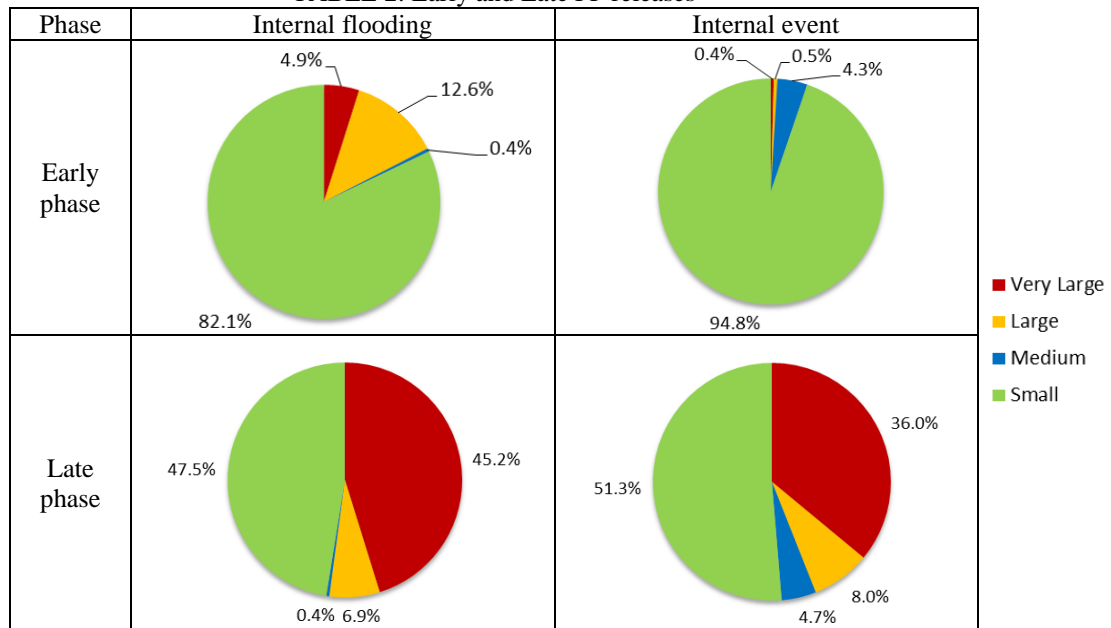 Phase Internal flooding Internal event
Early
phase
4.9%
12.6%
0.4%
82.1%
0.4%
0.5%
4.3%
94.8%
Late
phase
47.5%
45.2%
0.4%
6.9%
51.3%
36.0%
8.0%
4.7%
Very Large
Large
Medium
Small